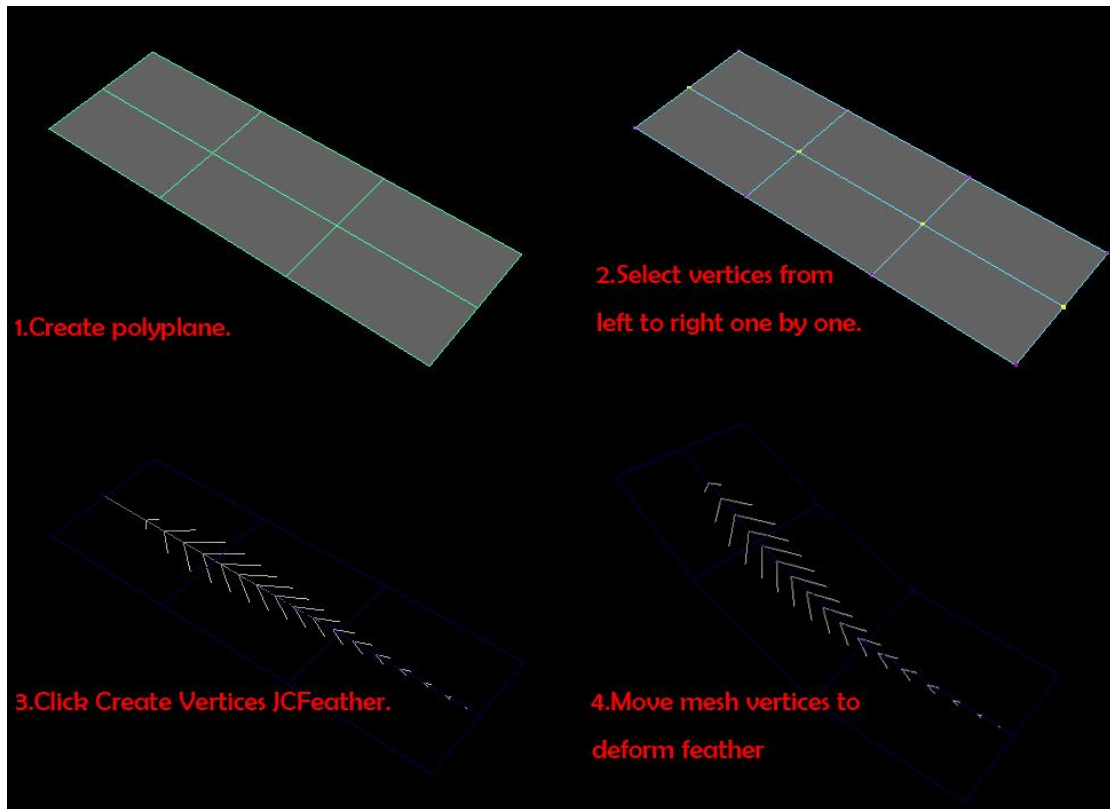 1.Create polyplane.
2.Select vertices from
left to right one by one.
3.Click Create Vertices JCFeather.
4.Move mesh vertices to
deform feather